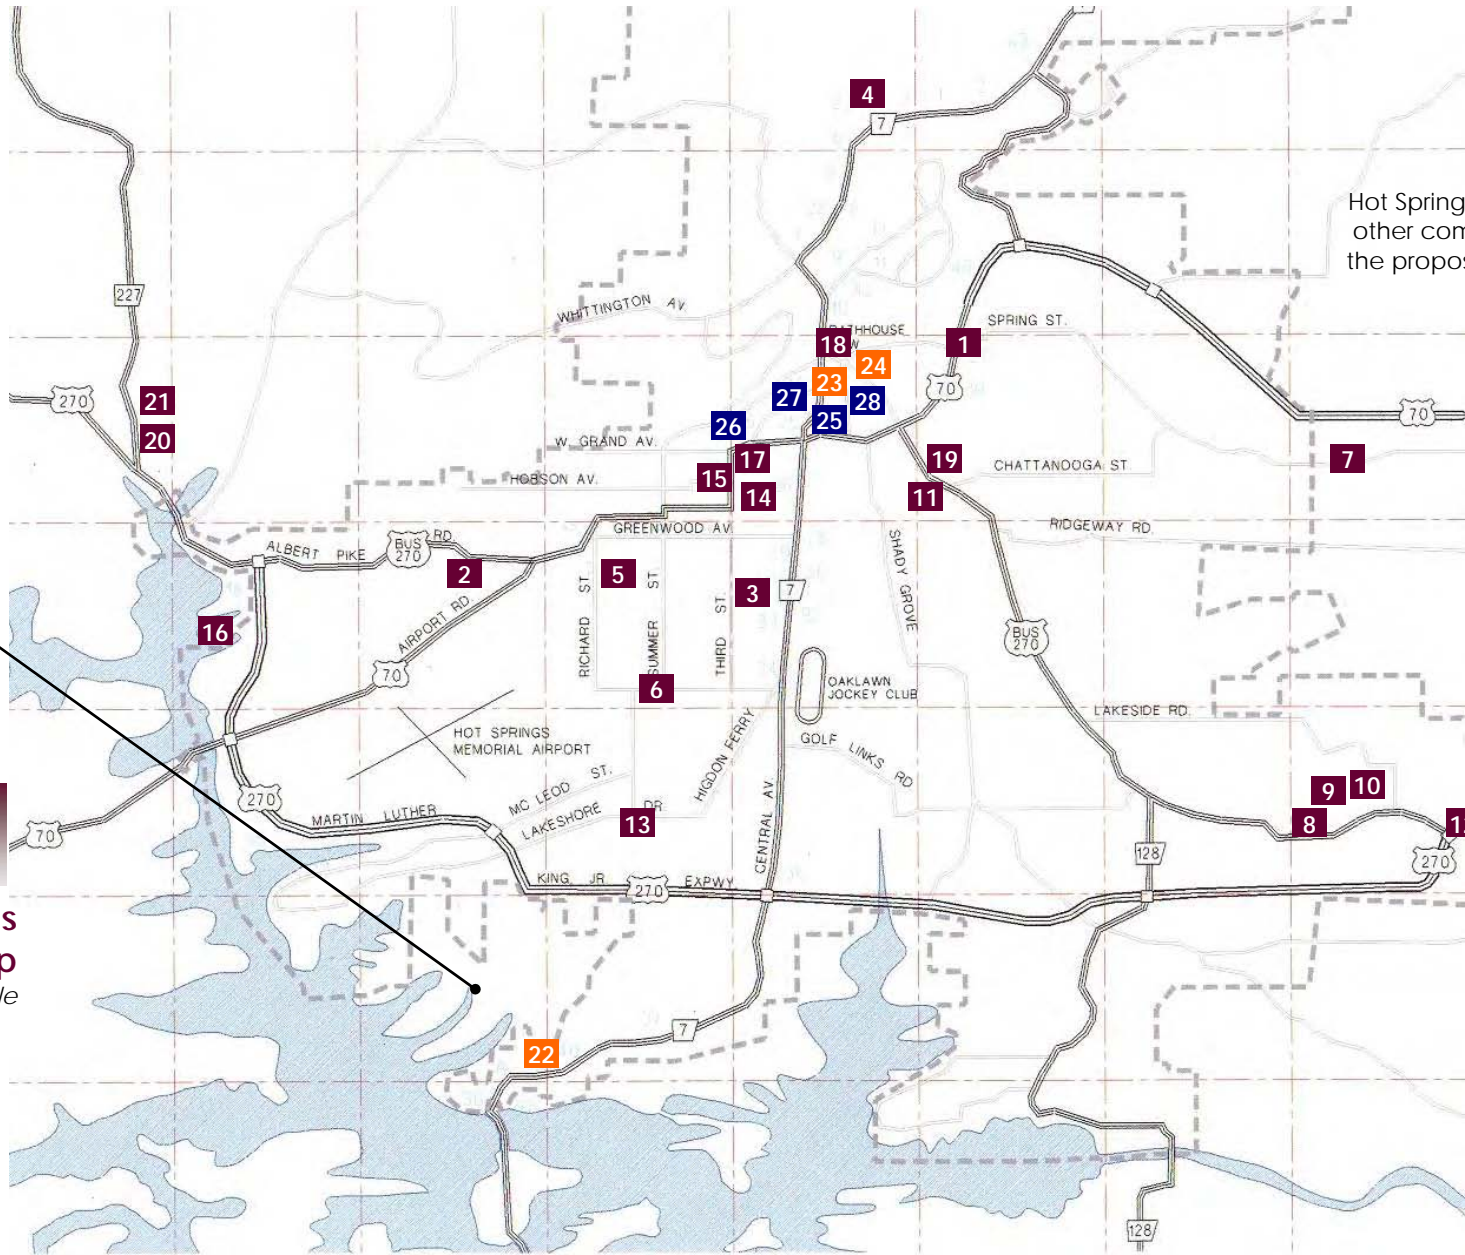 7
4
7
Hot Spring
other com
the propos
227
WHITTINGTON AV
BATHHOUSE
SPRING ST.
18
W
1
24
23
270
21
27
28
70
70
26
25
20
W. GRAND AV.
17
19
CHATTANOOGA ST
7
HOBSON AV.
15
14
11
GREENWOOD AV.
RIDGEWAY RD.
ALBERT PIKE
BUS
270
RD
2
5
3
7
SHADY GROVE
RICHARD ST.
SUMMER ST
THIRD ST.
AIRPORT RD.
16
BUS
270
70
6
OAKLAWN
JOCKEY CLUB
LAKESIDE RD.
HOT SPRINGS
MEMORIAL AIRPORT
HIGDON FERRY
GOLF LINKS RD
270
MARTIN LUTHER
MC LEOD ST.
LAKESHORE DR
13
CENTRAL AV.
9
10
8
70
128
270
KING, JR
270
EXPWY
s
p
le
7
22
128